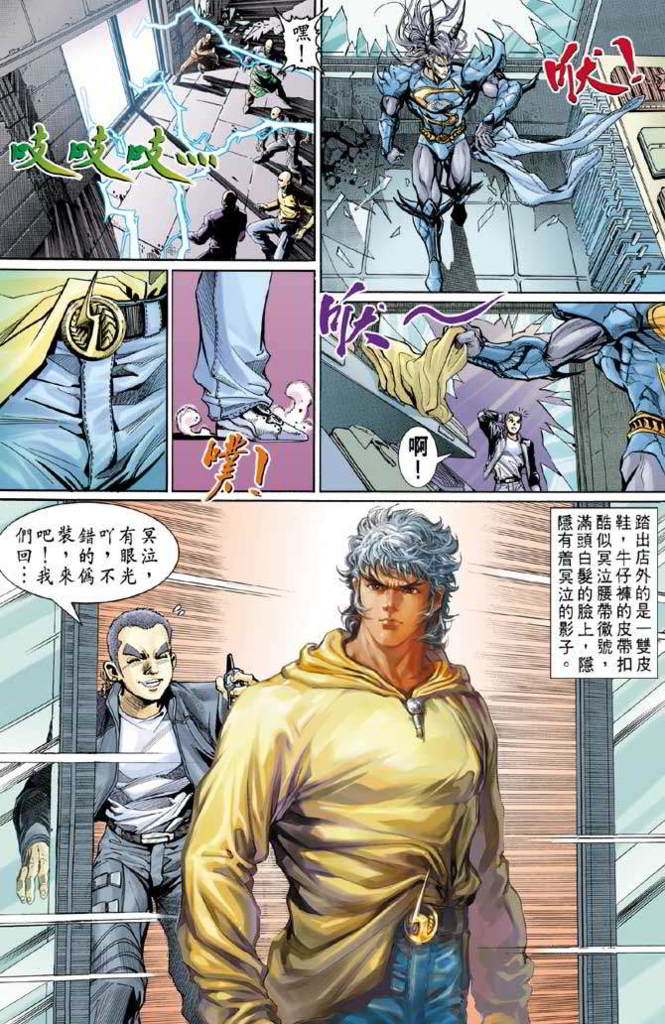 嘿！
吱吱吱....
吠！
噗！
吠～
啊！
踏出店外的是一雙皮
鞋，牛仔褲的皮帶扣
酷似冥泣腰帶徽號，
滿頭白髮的臉上，隱
隱有着冥泣的影子。
冥泣，
有眼光
吖，不
錯的偽
裝，來
吧！我
們回…